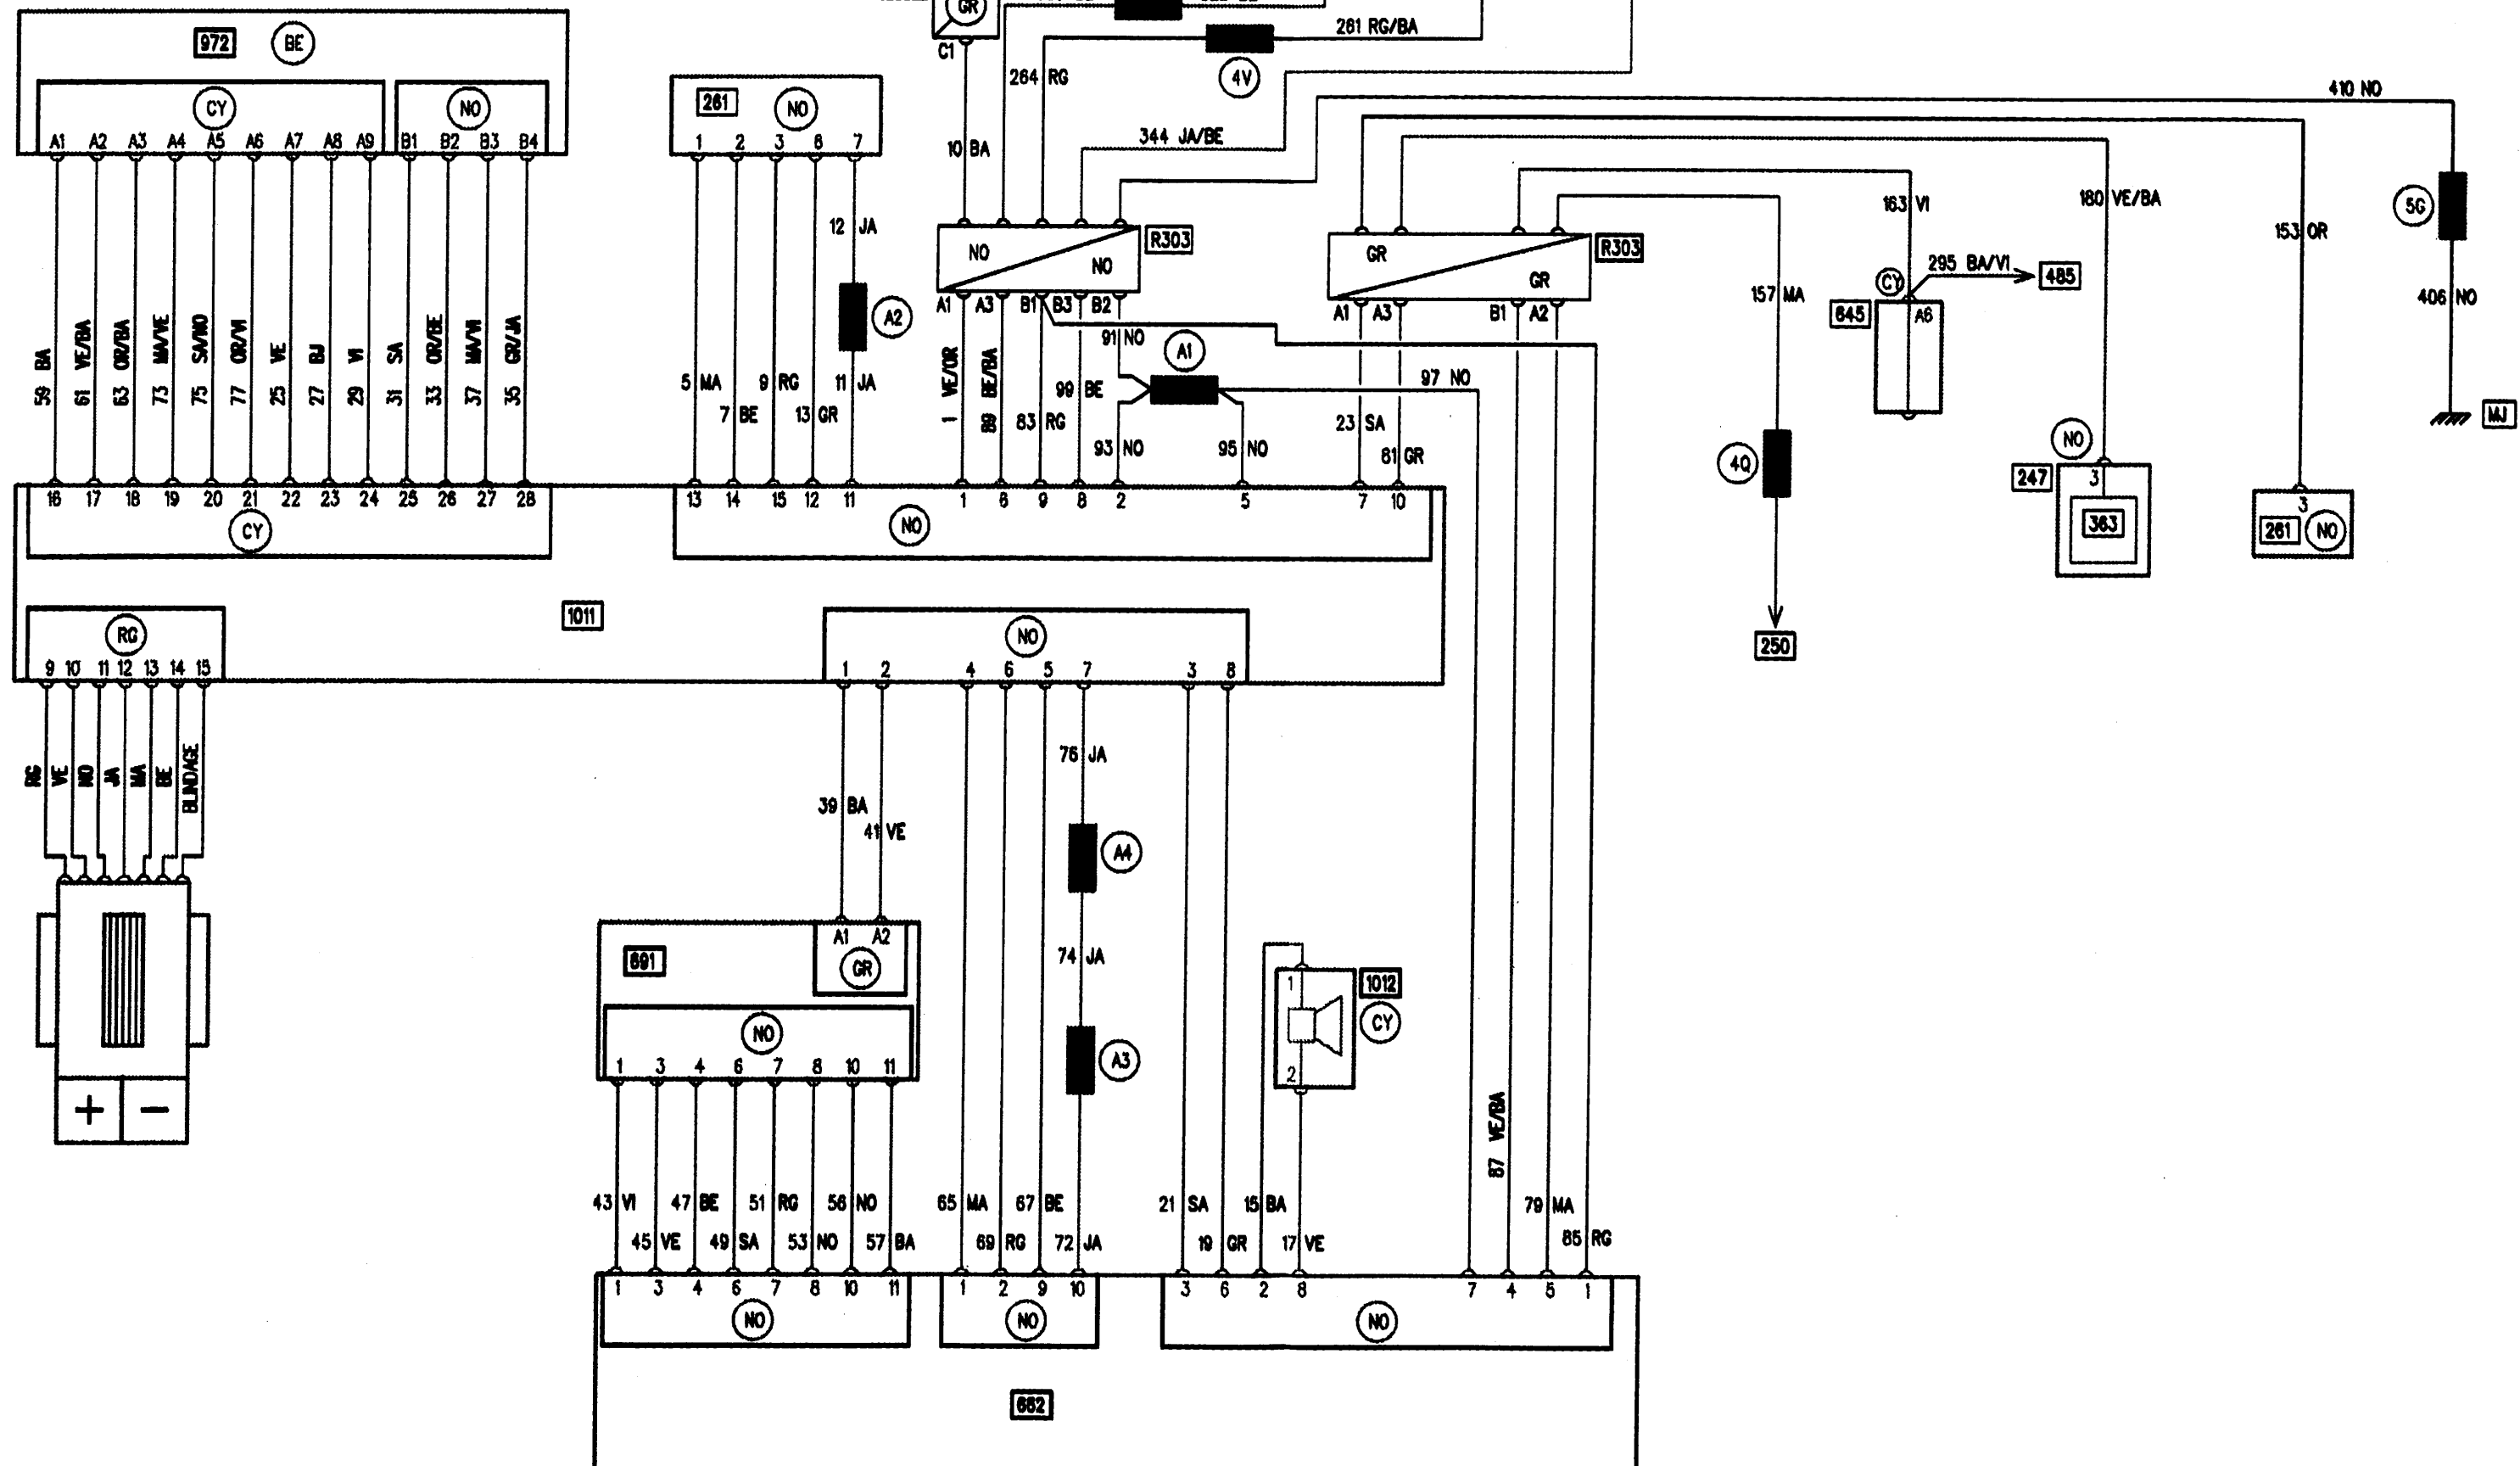 GR
C1
264 RG
261 RG/BA
4V
410 NO
972 BE
CY NO
A1 A2 A3 A4 A5 A6 A7 A8 A9 B1 B2 B3 B4
261 NO
1 2 3 6 7
10 BA
344 JA/BE
12 JA
A2
NO NO R303
A1 A3 B1 B3 B2
GR GR R303
A1 A3 B1 A2
163 VI
180 VE/BA
153 OR
5G
406 NO
MJ
157 MA
CY 295 BA/VI 485
645 A6
59 BA
61 VE/BA
63 OR/BA
73 MA/VE
75 SA/NO
77 OR/VI
25 VE
27 BJ
29 VI
31 SA
33 OR/BE
37 MA/VI
35 GR/JA
5 MA
7 BE
9 RG
13 GR
11 JA
1 VE/OR
BE/BA
83 RG
99 BE
91 NO
A1
97 NO
93 NO
95 NO
23 SA
81 GR
4Q
250
NO
247 3
363
3
261 NO
16 17 18 19 20 21 22 23 24 25 26 27 28
CY
13 14 15 12 11 1 6 9 8 2 5 7 10
NO
1011
RG
9 10 11 12 13 14 15
NO
1 2 4 6 5 7 3 8
RG
VE
NO
JA
MA
BE
BLINDAGE
39 BA
41 VE
76 JA
A4
74 JA
A3
+ −
691
A1 A2
GR
NO
1 3 4 6 7 8 10 11
1 1012
CY
2
87 VE/BA
43 VI
45 VE
47 BE
49 SA
51 RG
53 NO
56 NO
57 BA
65 MA
69 RG
67 BE
72 JA
21 SA
19 GR
15 BA
17 VE
79 MA
85 RG
1 3 4 6 7 8 10 11
NO
1 2 9 10
NO
3 6 2 8 7 4 5 1
NO
662